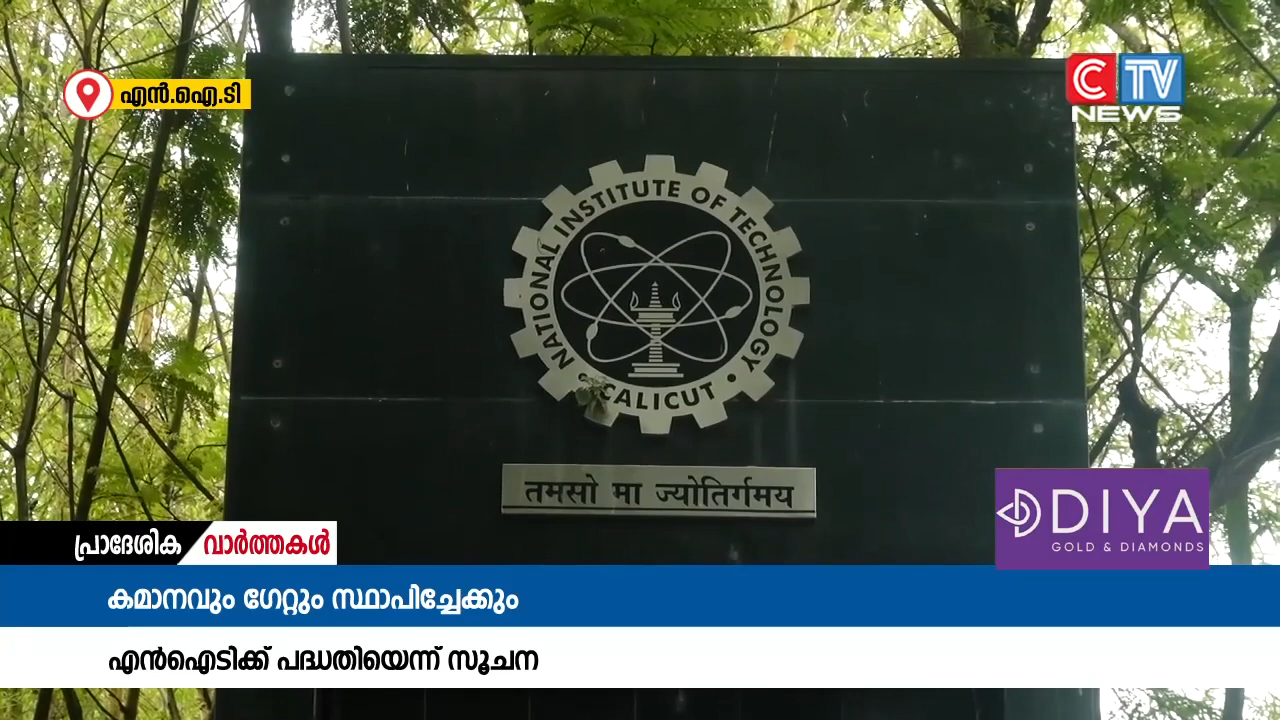 എൻ.ഐ.ടി
CTV
NEWS
NATIONAL INSTITUTE OF TECHNOLOGY
• CALICUT •
तमसो मा ज्योतिर्गमय
DIYA
GOLD & DIAMONDS
പ്രാദേശിക വാർത്തകൾ
കമാനവും ഗേറ്റും സ്ഥാപിച്ചേക്കും
എൻഐടിക്ക് പദ്ധതിയെന്ന് സൂചന